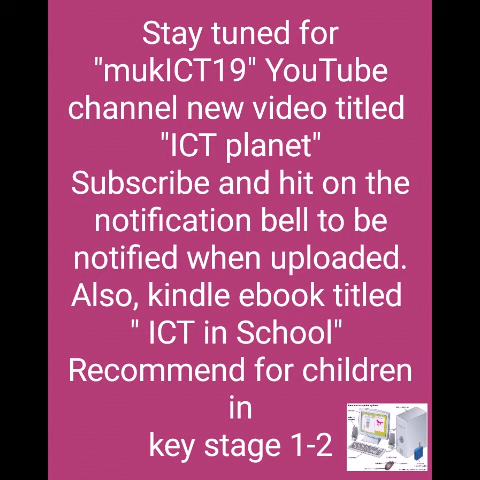 Stay tuned for
"mukICT19" YouTube
channel new video titled
"ICT planet"
Subscribe and hit on the
notification bell to be
notified when uploaded.
Also, kindle ebook titled
" ICT in School"
Recommend for children
in
key stage 1-2